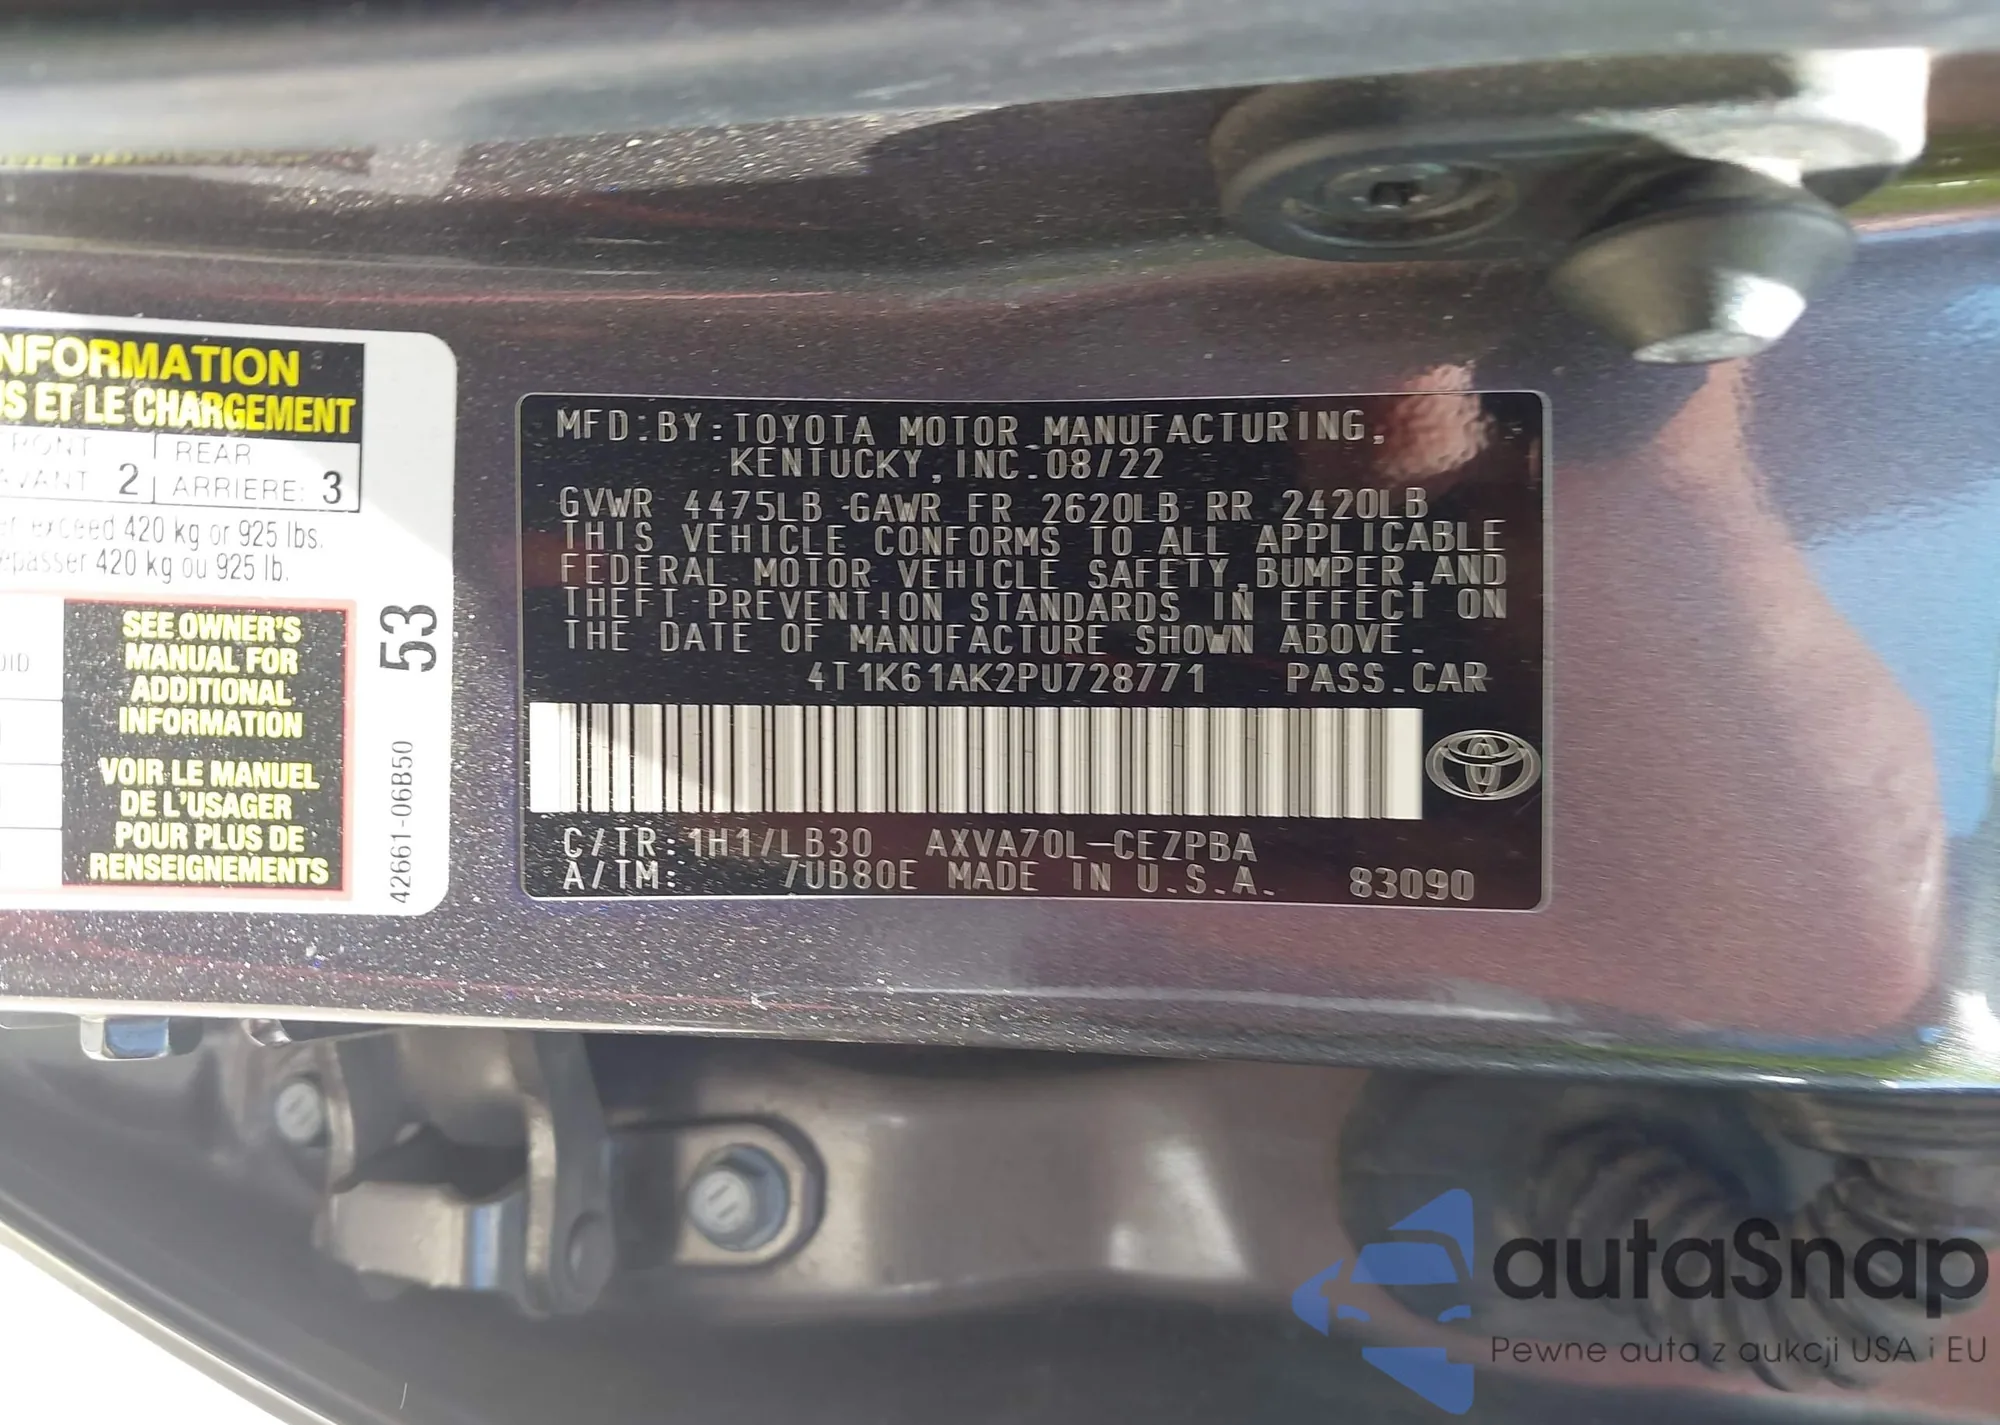 NFORMATION
S ET LE CHARGEMENT
REAR
AVANT 2 ARRIERE: 3
exceed 420 kg or 925 lbs.
420 kg ou 925 lb.
SEE OWNER'S
MANUAL FOR
ADDITIONAL
INFORMATION
VOIR LE MANUEL
DE L'USAGER
POUR PLUS DE
RENSEIGNEMENTS
53
42661-06B50
MFD.BY:TOYOTA MOTOR MANUFACTURING,
KENTUCKY,INC.08/22
GVWR 4475LB GAWR FR 2620LB RR 2420LB
THIS VEHICLE CONFORMS TO ALL APPLICABLE
FEDERAL MOTOR VEHICLE SAFETY,BUMPER,AND
THEFT PREVENTION STANDARDS IN EFFECT ON
THE DATE OF MANUFACTURE SHOWN ABOVE.
4T1K61AK2PU728771 PASS.CAR
C/TR:1H1/LB30 AXVA70L-CEZPBA
A/TM: /UB80E MADE IN U.S.A. 83090
autaSnap
Pewne auta z aukcji USA i EU